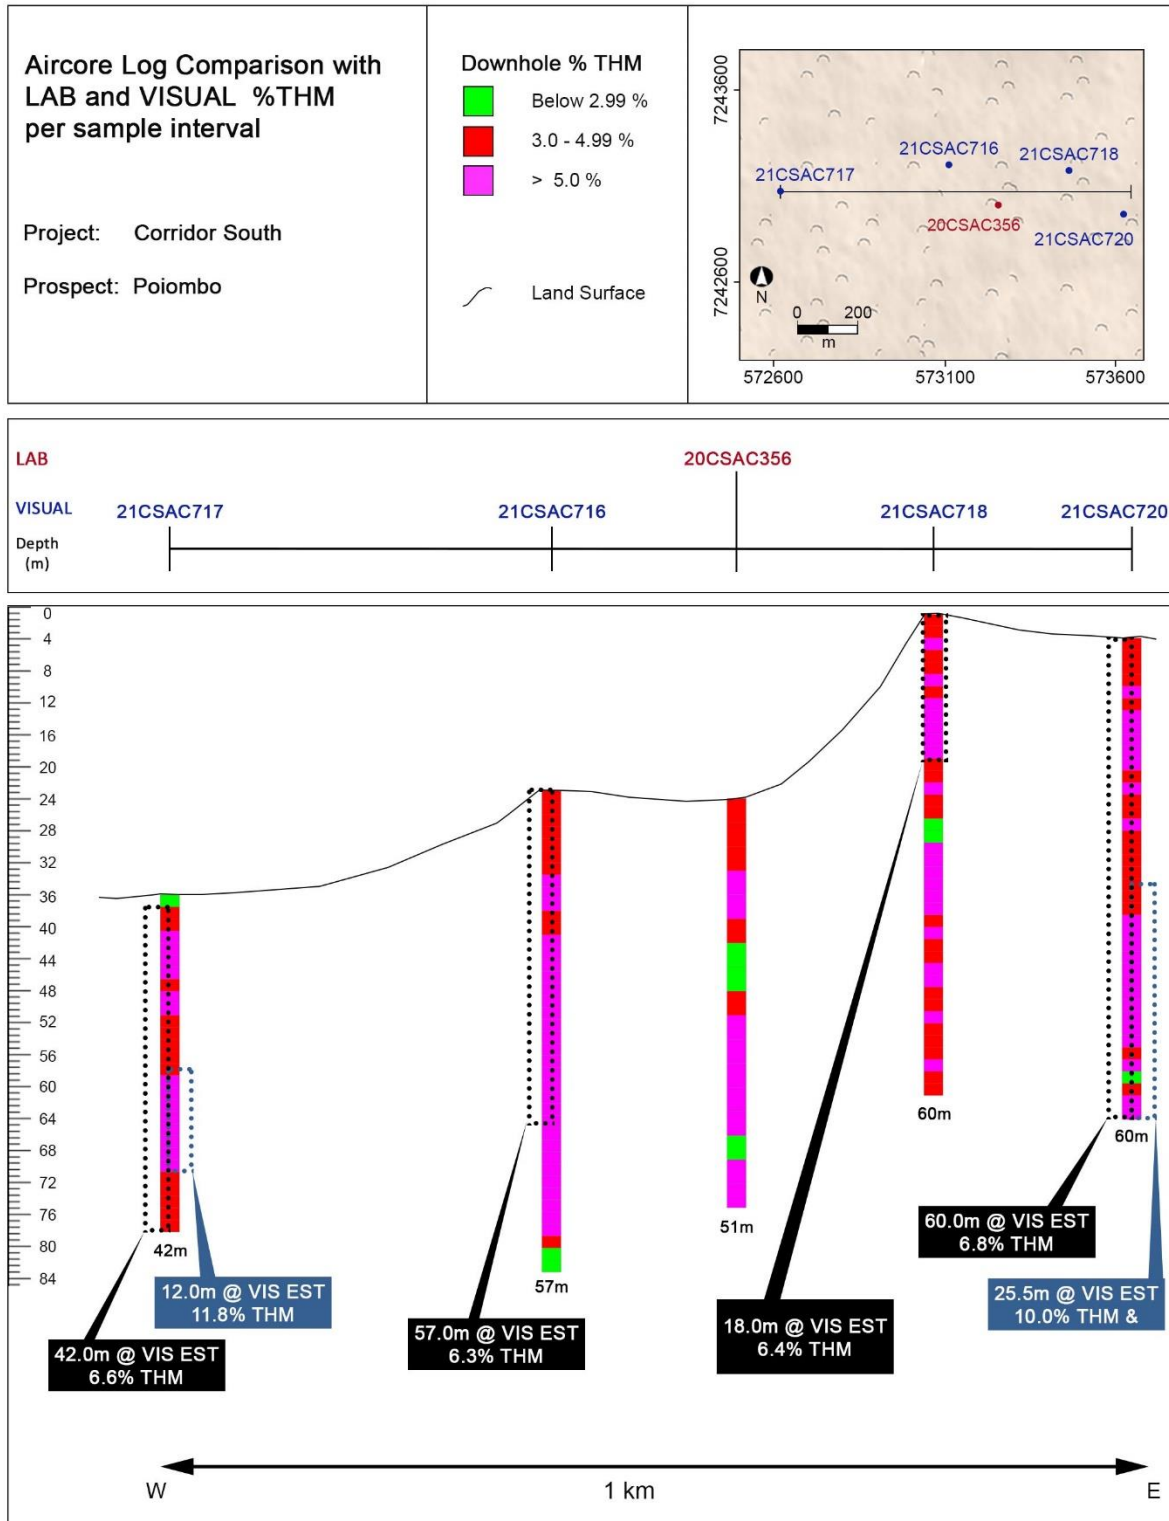 Aircore Log Comparison with
LAB and VISUAL %THM
per sample interval
Project: Corridor South
Prospect: Poiombo
Downhole % THM
Below 2.99 %
3.0 - 4.99 %
> 5.0 %
Land Surface
7243600
7242600
21CSAC716
21CSAC718
21CSAC717
20CSAC356
21CSAC720
N
0 200
m
572600 573100 573600
LAB
20CSAC356
VISUAL
21CSAC717 21CSAC716 21CSAC718 21CSAC720
Depth
(m)
0
4
8
12
16
20
24
28
32
36
40
44
48
52
56
60
64
68
72
76
80
84
42m
57m
51m
60m
60m
12.0m @ VIS EST
11.8% THM
42.0m @ VIS EST
6.6% THM
57.0m @ VIS EST
6.3% THM
18.0m @ VIS EST
6.4% THM
60.0m @ VIS EST
6.8% THM
25.5m @ VIS EST
10.0% THM &
W 1 km E